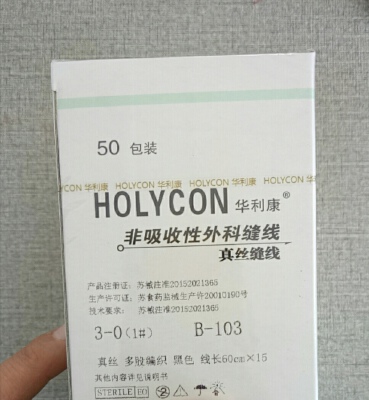 50 包装
HOLYCON 华利康 HOLYCON 华利康 HOLYCON 华利康
HOLYCON 华利康®
非吸收性外科缝线
真丝缝线
产品注册证: 苏械注准20152021365
生产许可证: 苏食药监械生产许20010190号
技术要求: 苏械注准20152021365
3-0(1#) B-103
真丝 多股编织 黑色 线长60cm×15
其他内容详见说明书
STERILE EO